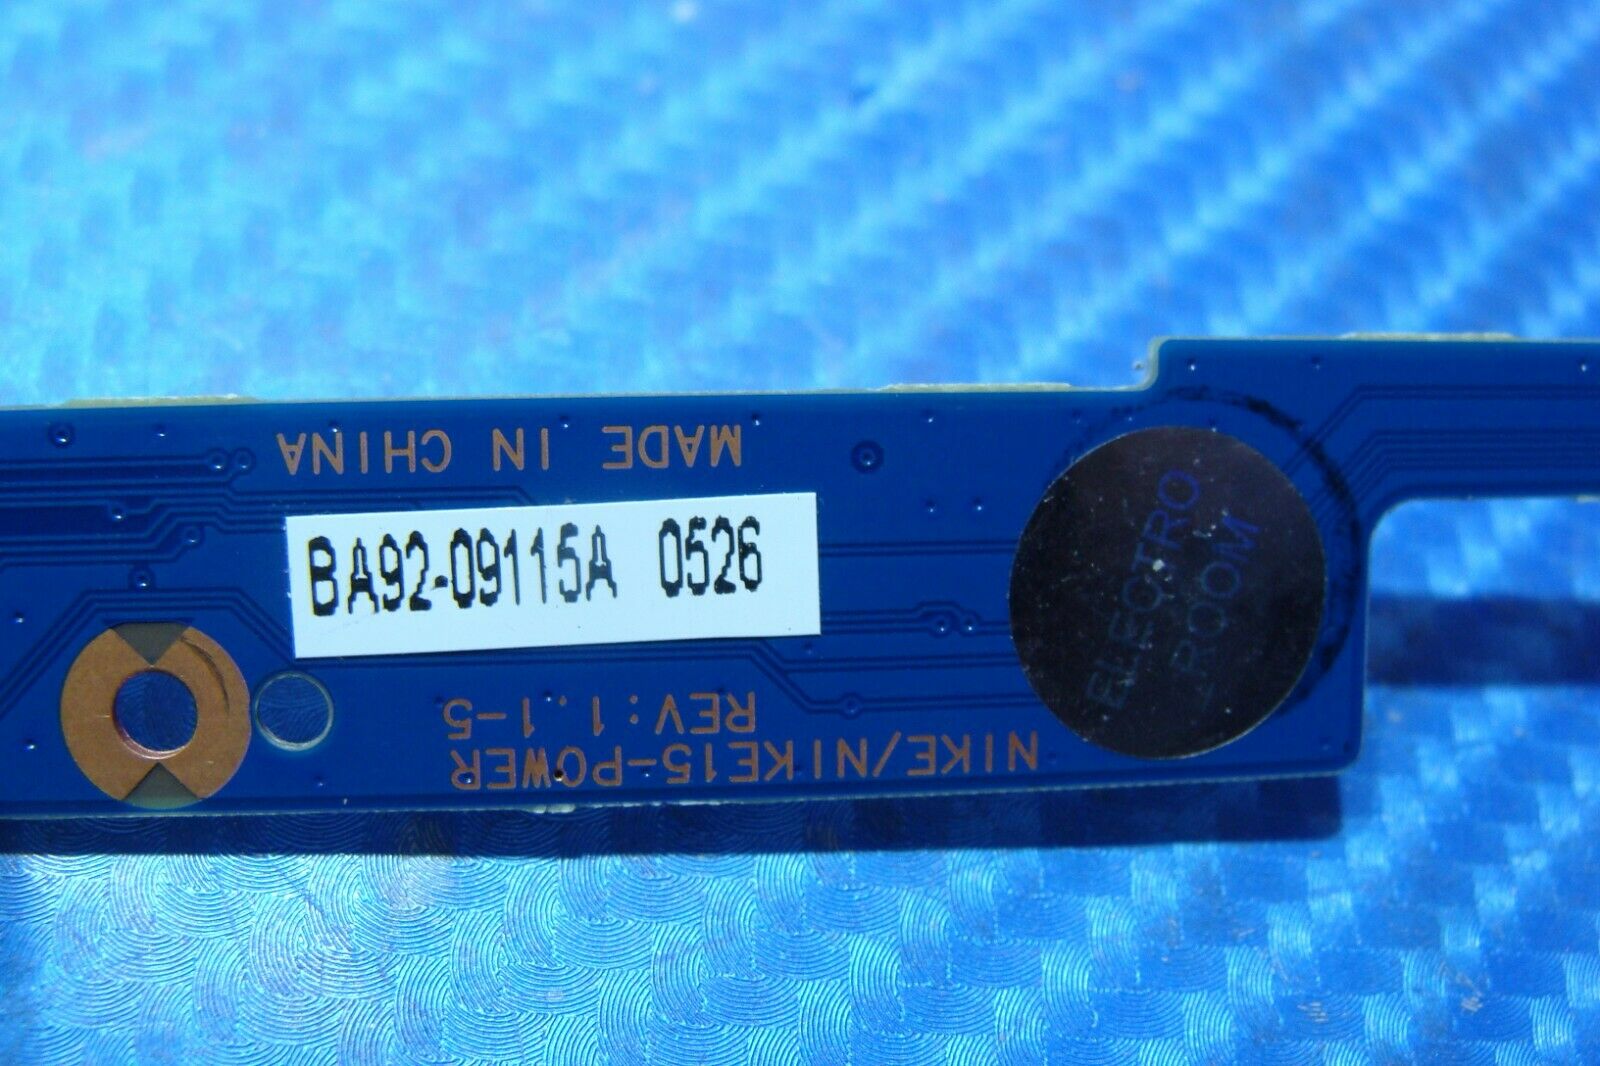 MADE IN CHINA
BA92-09115A 0526
REV:1.1-5
NIKE/NIKE15-POWER
ELECTRO
ROOM